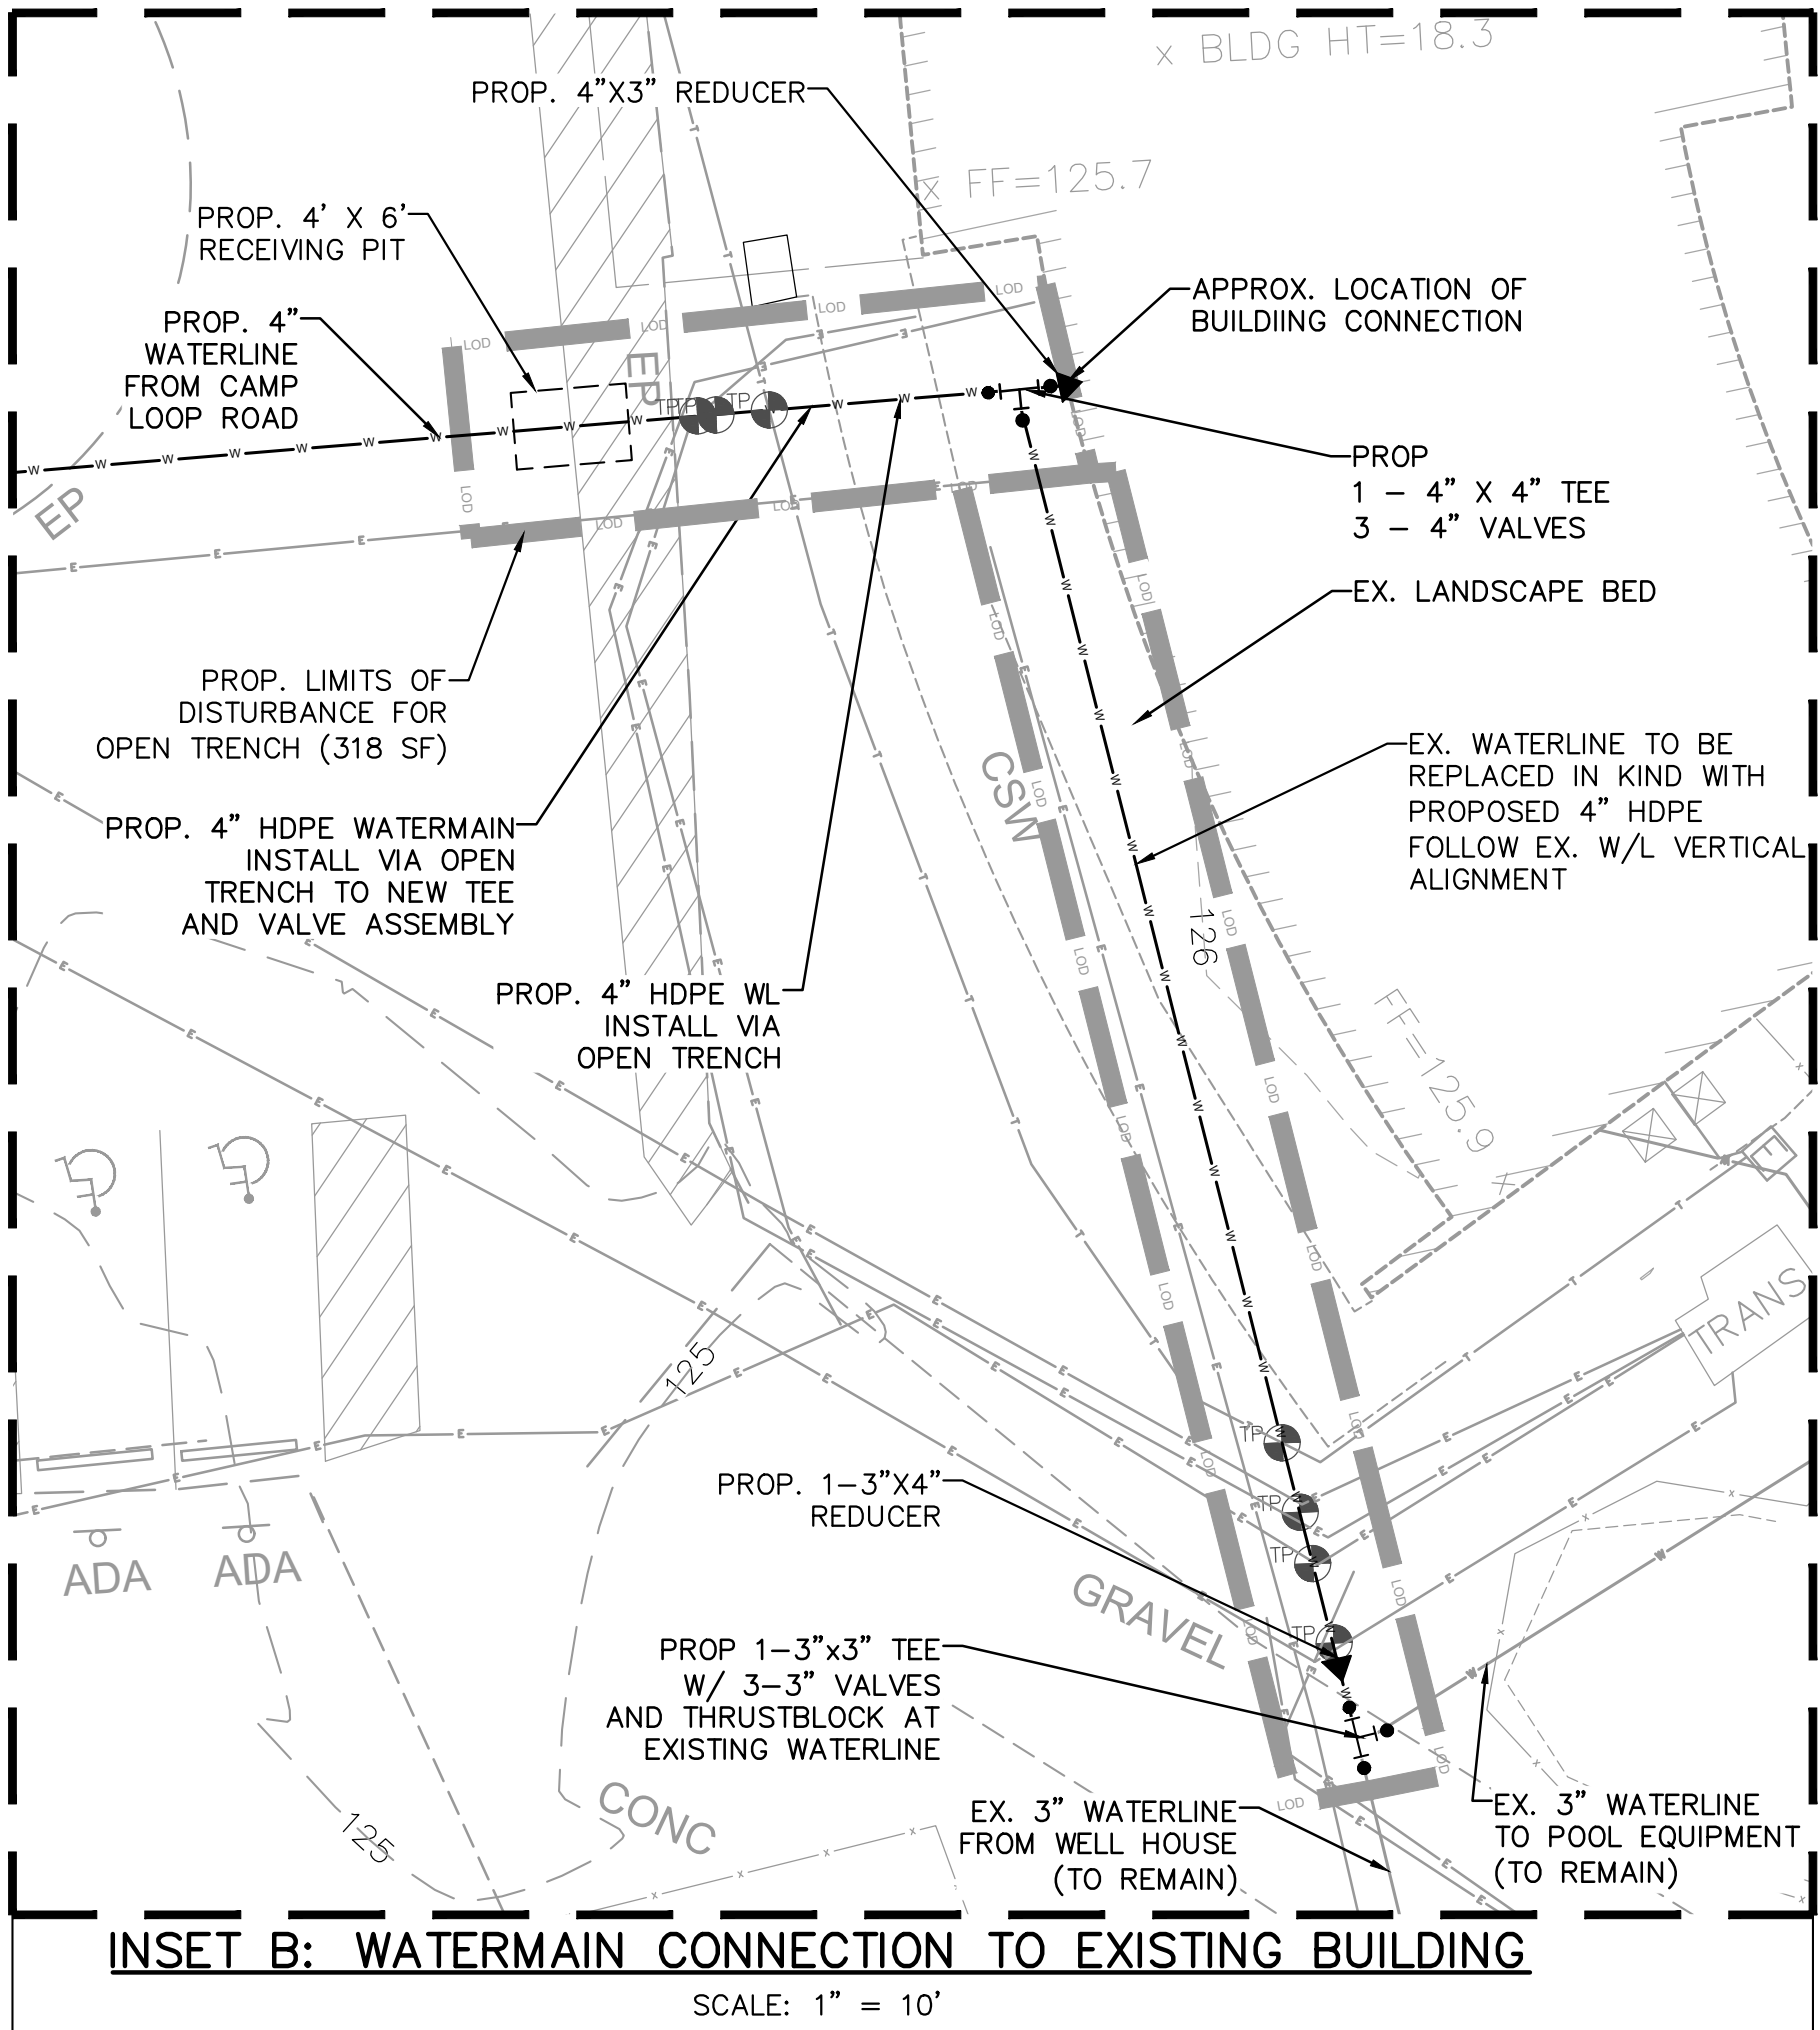 x BLDG HT=18.3
PROP. 4"X3" REDUCER
x FF=125.7
PROP. 4' X 6'
RECEIVING PIT
APPROX. LOCATION OF
BUILDIING CONNECTION
PROP. 4"
WATERLINE
FROM CAMP
LOOP ROAD
EP
TP
TP
TP
EP
PROP
1 - 4" X 4" TEE
3 - 4" VALVES
EX. LANDSCAPE BED
PROP. LIMITS OF
DISTURBANCE FOR
OPEN TRENCH (318 SF)
CSW
EX. WATERLINE TO BE
REPLACED IN KIND WITH
PROPOSED 4" HDPE
FOLLOW EX. W/L VERTICAL
ALIGNMENT
PROP. 4" HDPE WATERMAIN
INSTALL VIA OPEN
TRENCH TO NEW TEE
AND VALVE ASSEMBLY
126
PROP. 4" HDPE WL
INSTALL VIA
OPEN TRENCH
FF=125.9 x
E
TRANS
125
TP
TP
TP
TP
PROP. 1-3"X4"
REDUCER
ADA
ADA
GRAVEL
PROP 1-3"x3" TEE
W/ 3-3" VALVES
AND THRUSTBLOCK AT
EXISTING WATERLINE
CONC
125
EX. 3" WATERLINE
FROM WELL HOUSE
(TO REMAIN)
EX. 3" WATERLINE
TO POOL EQUIPMENT
(TO REMAIN)
LOD
INSET B: WATERMAIN CONNECTION TO EXISTING BUILDING
SCALE: 1" = 10'